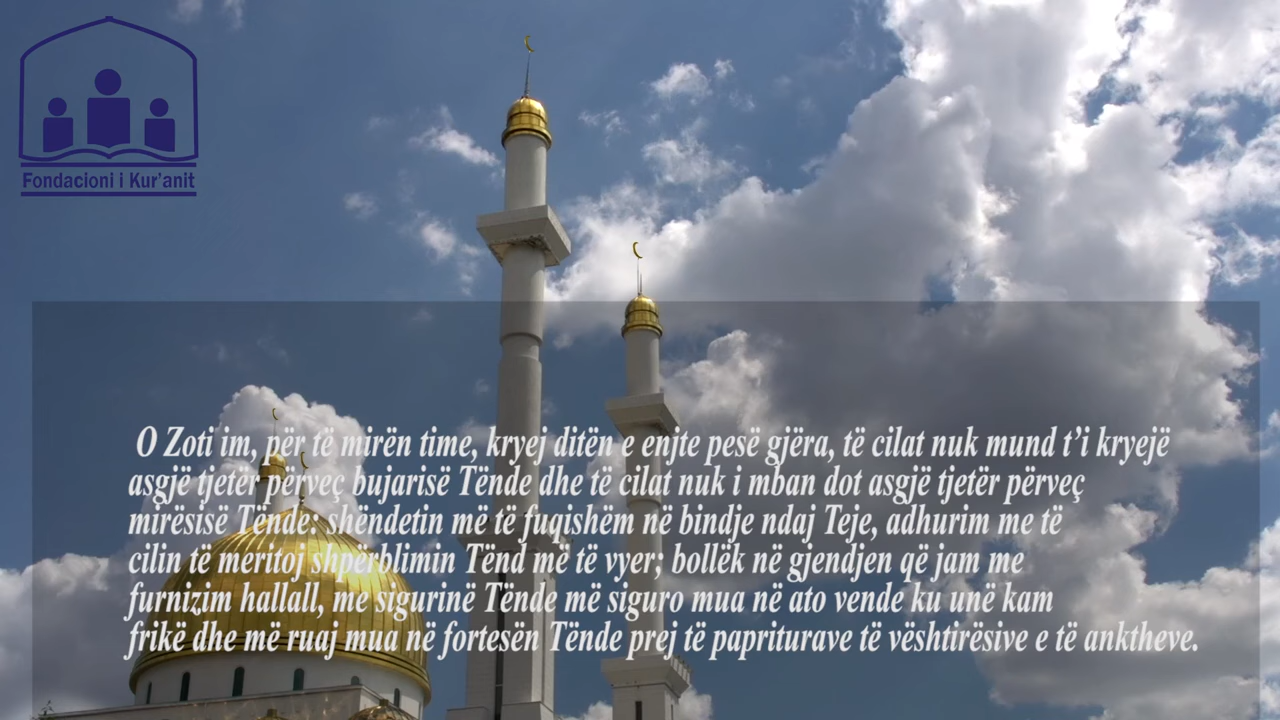 Fondacioni i Kur'anit
O Zoti im, për të mirën time, kryej ditën e enjte pesë gjëra, të cilat nuk mund t'i kryejë
asgjë tjetër përveç bujarisë Tënde dhe të cilat nuk i mban dot asgjë tjetër përveç
mirësisë Tënde: shëndetin më të fuqishëm në bindje ndaj Teje, adhurim me të
cilin të meritoj shpërblimin Tënd më të vyer; bollëk në gjendjen që jam me
furnizim hallall, me sigurinë Tënde më siguro mua në ato vende ku unë kam
frikë dhe më ruaj mua në fortesën Tënde prej të papriturave të vështirësive e të anktheve.